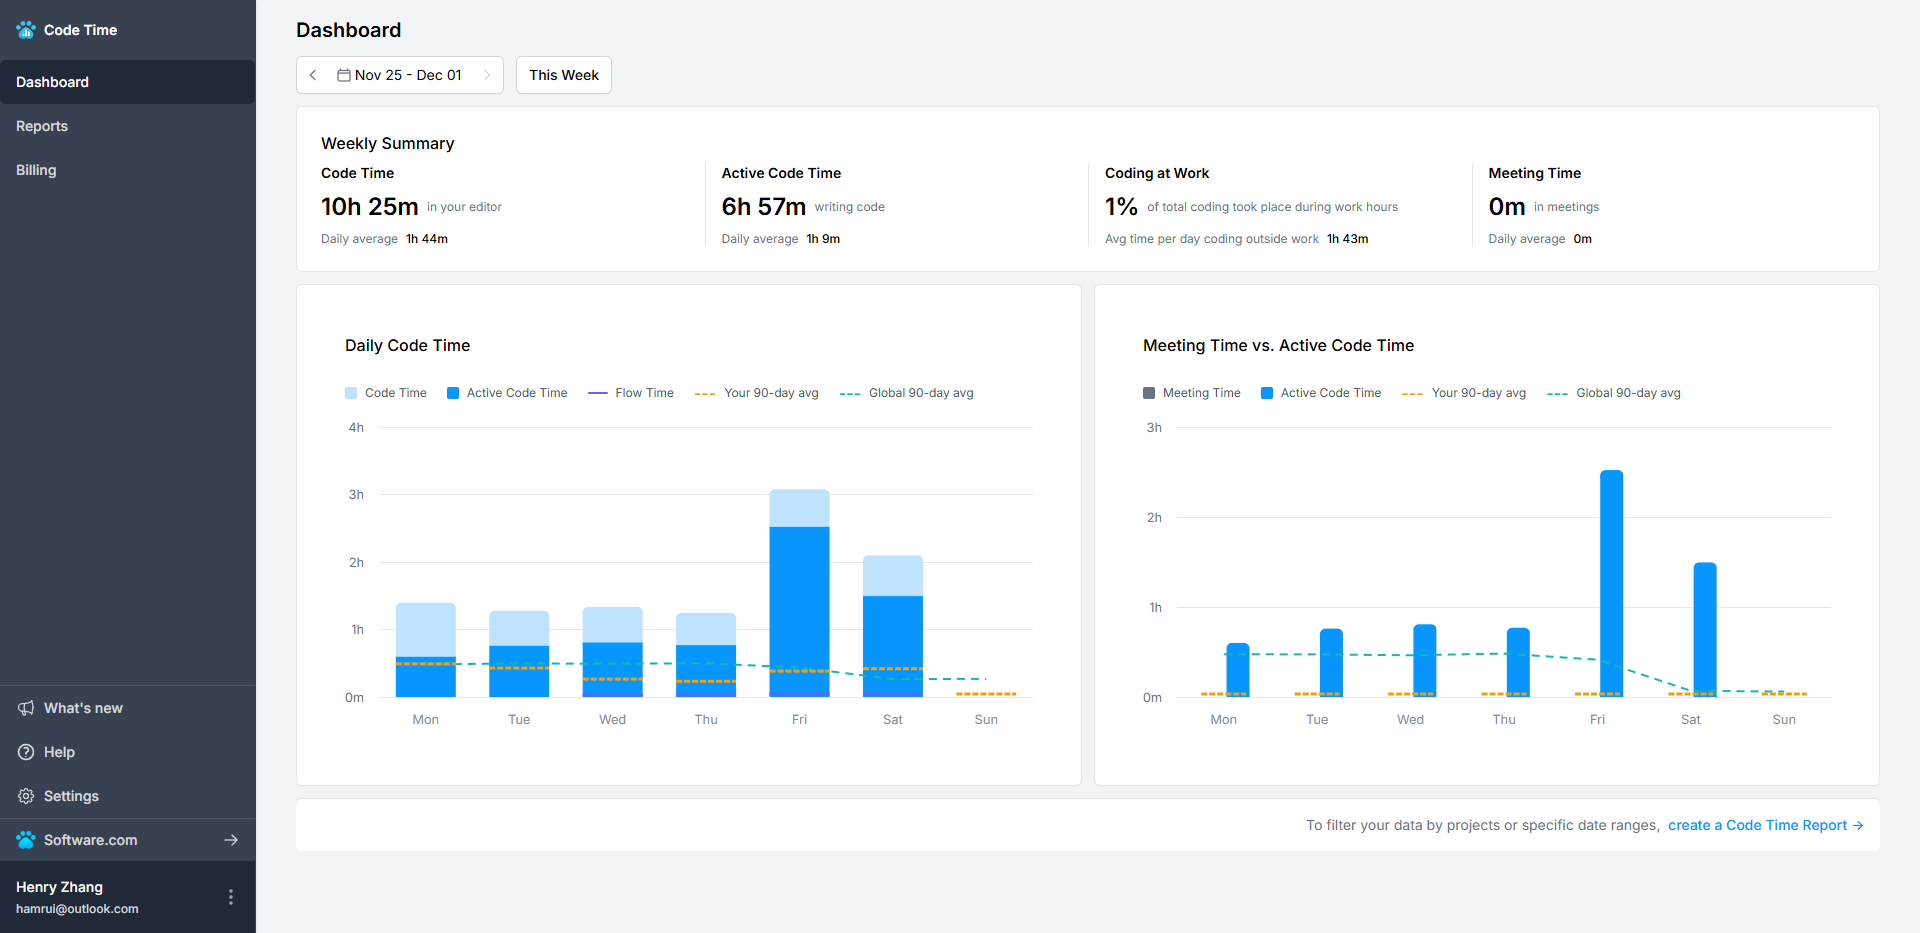 Code Time
Dashboard
Reports
Billing
What's new
Help
Settings
Software.com
Henry Zhang
hamrui@outlook.com
Dashboard
Nov 25 - Dec 01
This Week
Weekly Summary
Code Time
10h 25m in your editor
Daily average 1h 44m
Active Code Time
6h 57m writing code
Daily average 1h 9m
Coding at Work
1% of total coding took place during work hours
Avg time per day coding outside work 1h 43m
Meeting Time
0m in meetings
Daily average 0m
Daily Code Time
Code Time Active Code Time Flow Time Your 90-day avg Global 90-day avg
4h
3h
2h
1h
0m
Mon Tue Wed Thu Fri Sat Sun
Meeting Time vs. Active Code Time
Meeting Time Active Code Time Your 90-day avg Global 90-day avg
3h
2h
1h
0m
Mon Tue Wed Thu Fri Sat Sun
To filter your data by projects or specific date ranges, create a Code Time Report →